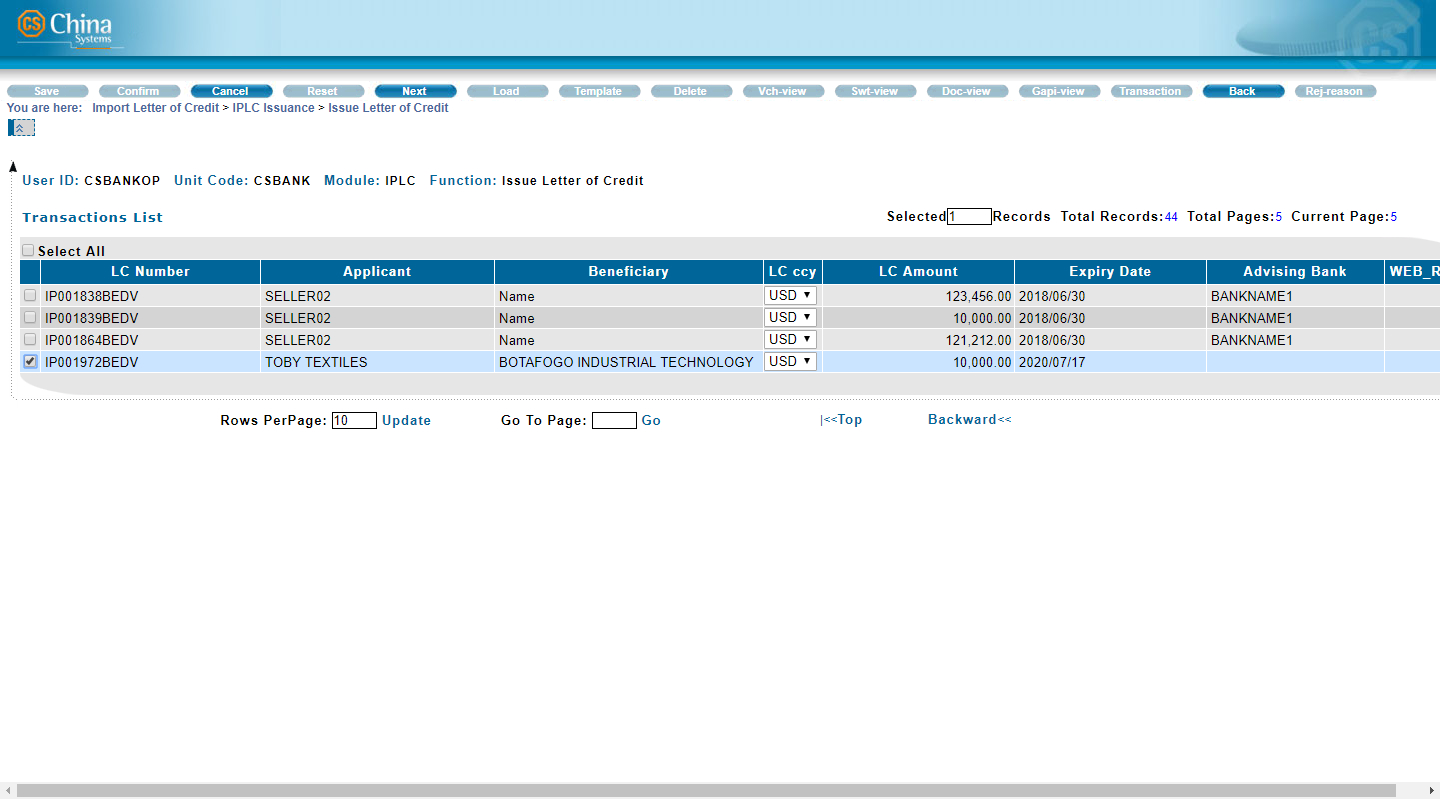 CS China
Systems
CS
Save Confirm Cancel Reset Next Load Template Delete Vch-view Swt-view Doc-view Gapi-view Transaction Back Rej-reason
You are here: Import Letter of Credit > IPLC Issuance > Issue Letter of Credit
User ID: CSBANKOP Unit Code: CSBANK Module: IPLC Function: Issue Letter of Credit
Transactions List Selected 1 Records Total Records:44 Total Pages:5 Current Page:5
Select All
LC Number Applicant Beneficiary LC ccy LC Amount Expiry Date Advising Bank WEB_R
IP001838BEDV SELLER02 Name USD 123,456.00 2018/06/30 BANKNAME1
IP001839BEDV SELLER02 Name USD 10,000.00 2018/06/30 BANKNAME1
IP001864BEDV SELLER02 Name USD 121,212.00 2018/06/30 BANKNAME1
IP001972BEDV TOBY TEXTILES BOTAFOGO INDUSTRIAL TECHNOLOGY USD 10,000.00 2020/07/17
Rows PerPage: 10 Update Go To Page: Go |<<Top Backward<<